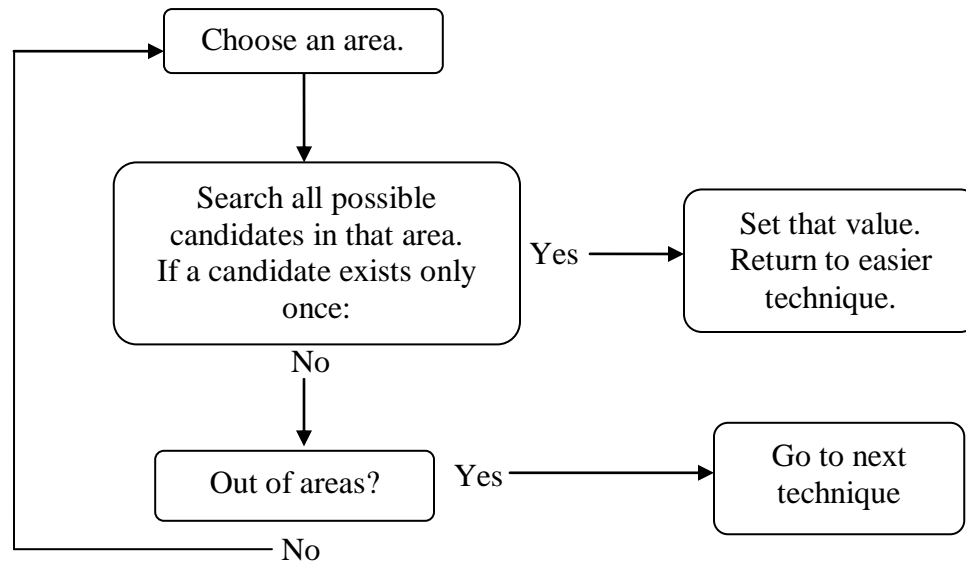 Choose an area.
Search all possible
candidates in that area.
If a candidate exists only
once:
Yes
Set that value.
Return to easier
technique.
No
Out of areas?
Yes
Go to next
technique
No